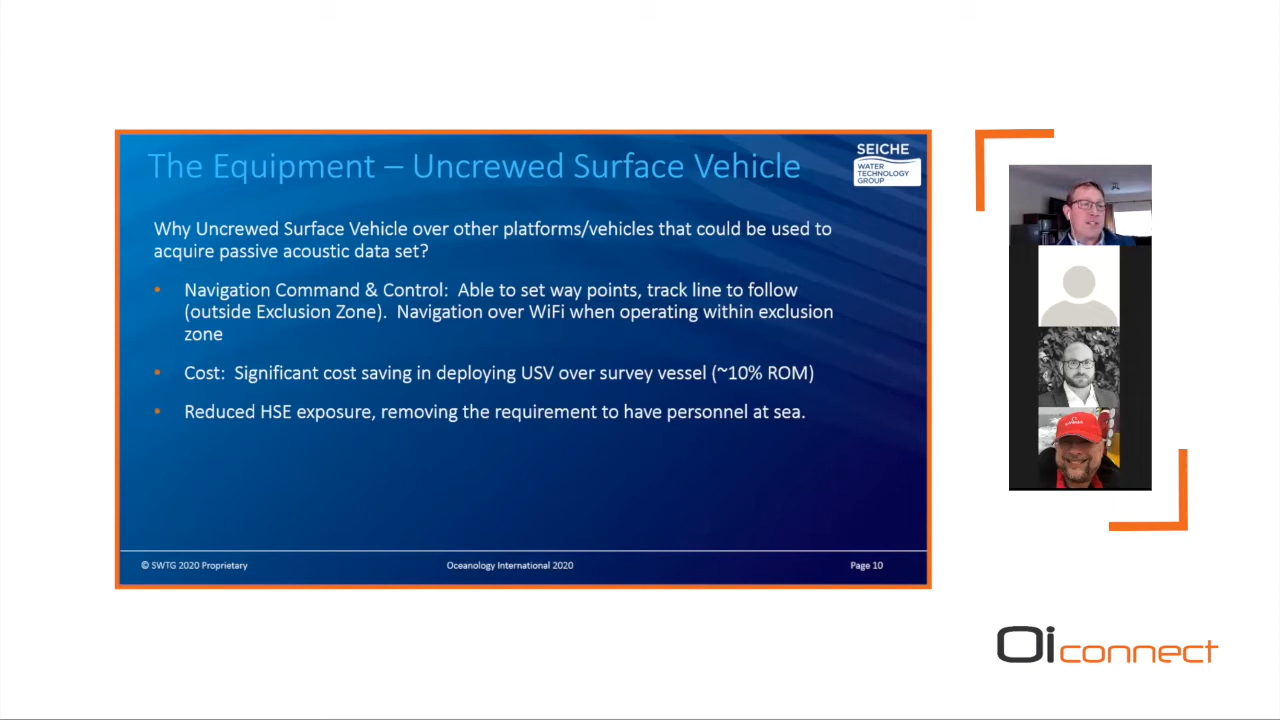 The Equipment – Uncrewed Surface Vehicle
SEICHE
WATER
TECHNOLOGY
GROUP
Why Uncrewed Surface Vehicle over other platforms/vehicles that could be used to
acquire passive acoustic data set?
• Navigation Command & Control: Able to set way points, track line to follow
(outside Exclusion Zone). Navigation over WiFi when operating within exclusion
zone
• Cost: Significant cost saving in deploying USV over survey vessel (~10% ROM)
• Reduced HSE exposure, removing the requirement to have personnel at sea.
© SWTG 2020 Proprietary
Oceanology International 2020
Page 10
Oi connect